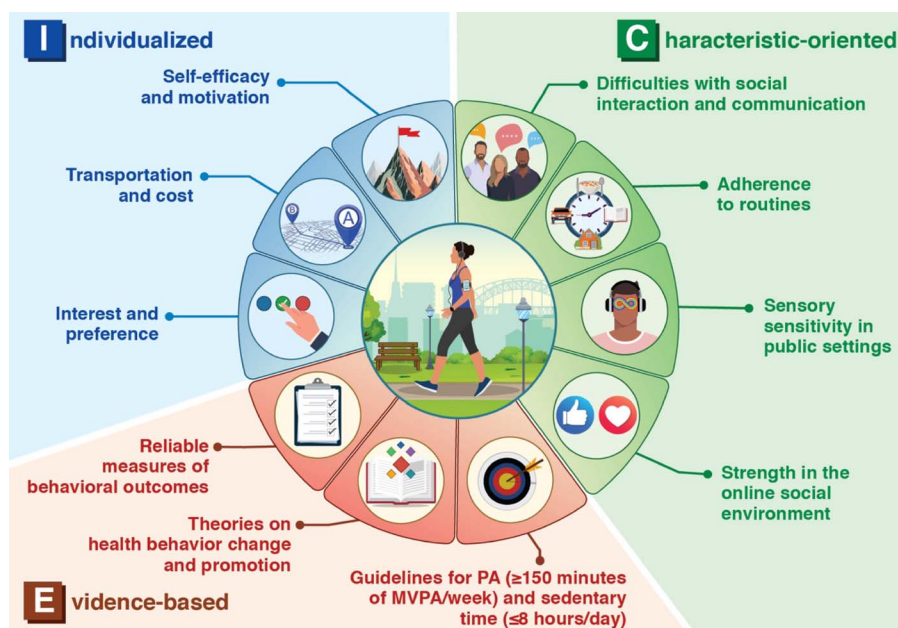 Individualized
Self-efficacy
and motivation
Transportation
and cost
Interest and
preference
Characteristic-oriented
Difficulties with social
interaction and communication
Adherence
to routines
Sensory
sensitivity in
public settings
Strength in the
online social
environment
Evidence-based
Reliable
measures of
behavioral outcomes
Theories on
health behavior change
and promotion
Guidelines for PA (≥150 minutes
of MVPA/week) and sedentary
time (≤8 hours/day)
B
A